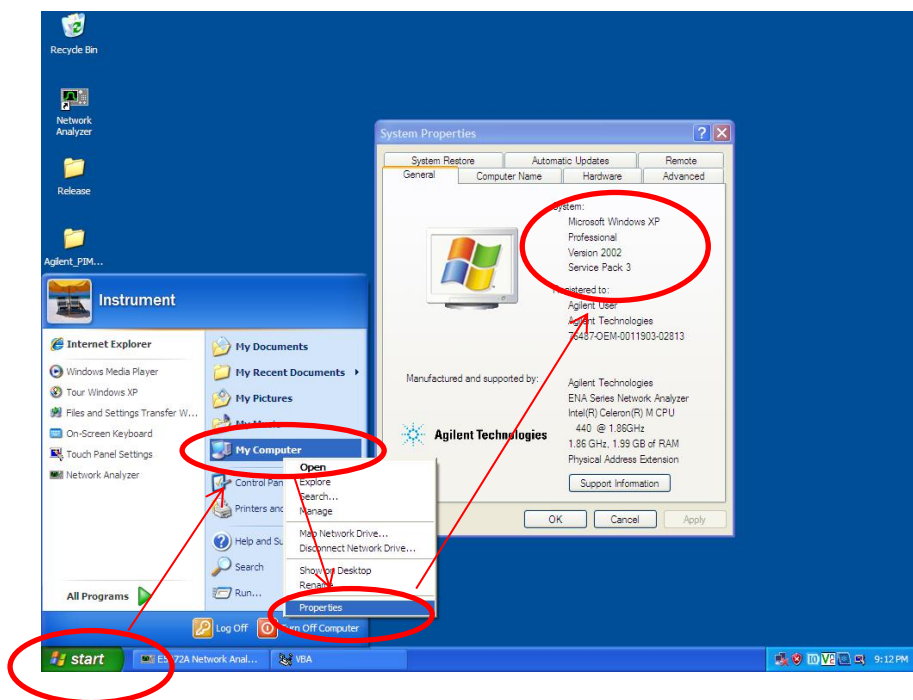 Recycle Bin
Network
Analyzer
Release
Agilent_PIM...
System Properties
System Restore
Automatic Updates
Remote
General
Computer Name
Hardware
Advanced
System:
Microsoft Windows XP
Professional
Version 2002
Service Pack 3
Registered to:
Agilent User
Agilent Technologies
76487-OEM-0011903-02813
Manufactured and supported by:
Agilent Technologies
Agilent Technologies
ENA Series Network Analyzer
Intel(R) Celeron(R) M CPU
440 @ 1.86GHz
1.86 GHz, 1.99 GB of RAM
Physical Address Extension
Support Information
OK
Cancel
Apply
Instrument
Internet Explorer
Windows Media Player
Tour Windows XP
Files and Settings Transfer W...
On-Screen Keyboard
Touch Panel Settings
Network Analyzer
All Programs
My Documents
My Recent Documents
My Pictures
My Music
My Computer
Control Pan
Printers and
Help and Su
Search
Run...
Open
Explore
Search...
Manage
Map Network Drive...
Disconnect Network Drive...
Show on Desktop
Rename
Properties
Log Off
Turn Off Computer
start
Network Anal...
VBA
9:12 PM